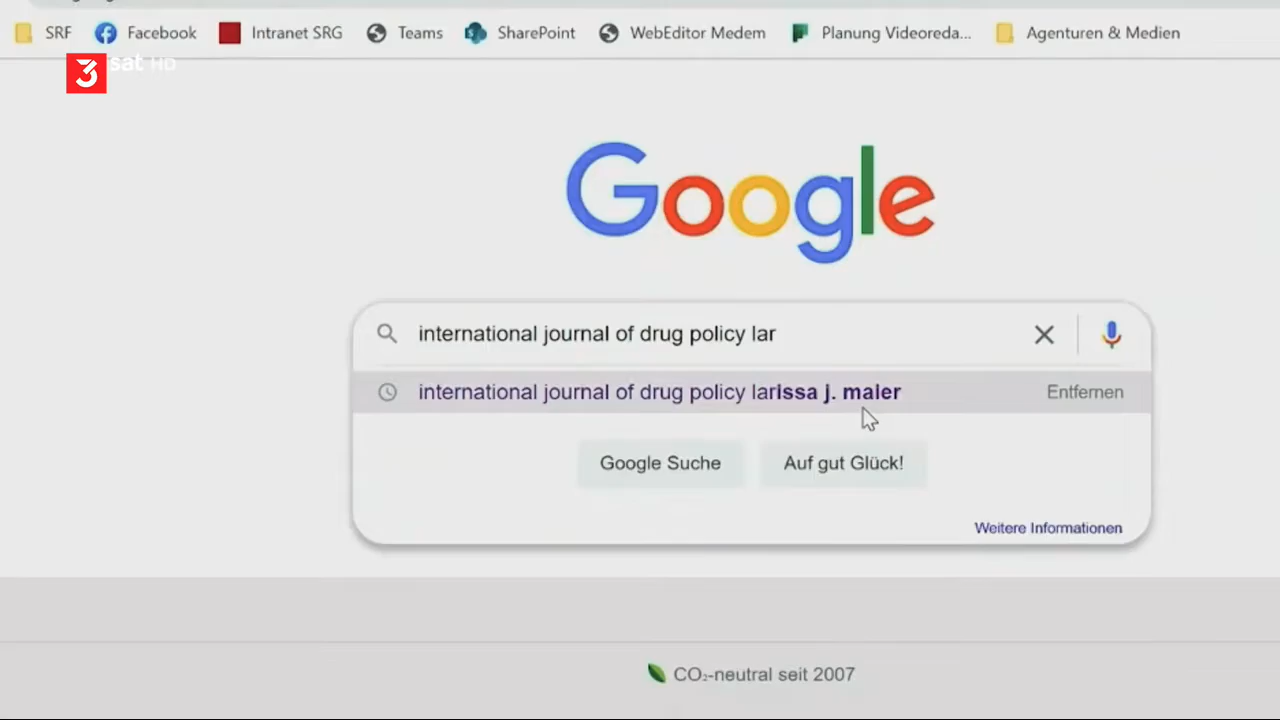 SRF Facebook Intranet SRG Teams SharePoint WebEditor Medem Planung Videoreda... Agenturen & Medien
3sat HD
Google
international journal of drug policy lar
international journal of drug policy larissa j. maier Entfernen
Google Suche Auf gut Glück!
Weitere Informationen
CO₂-neutral seit 2007